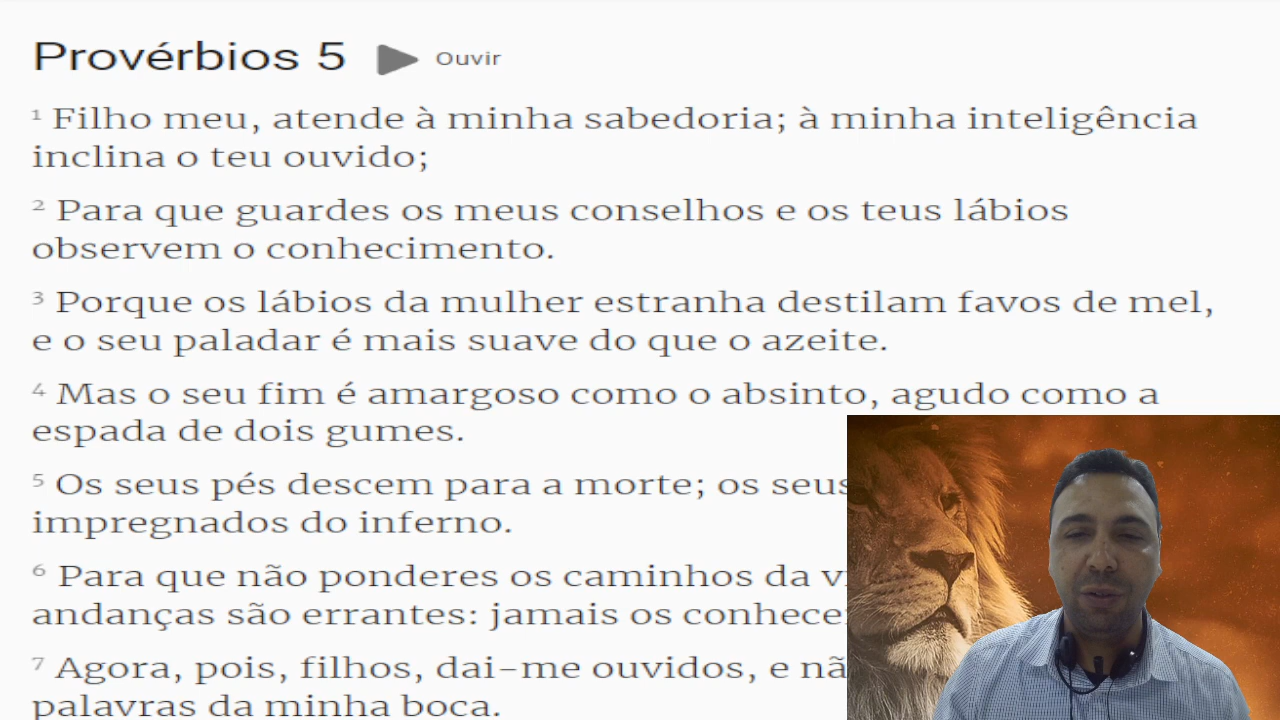 Provérbios 5 Ouvir
1 Filho meu, atende à minha sabedoria; à minha inteligência
inclina o teu ouvido;
2 Para que guardes os meus conselhos e os teus lábios
observem o conhecimento.
3 Porque os lábios da mulher estranha destilam favos de mel,
e o seu paladar é mais suave do que o azeite.
4 Mas o seu fim é amargoso como o absinto, agudo como a
espada de dois gumes.
5 Os seus pés descem para a morte; os seus
impregnados do inferno.
6 Para que não ponderes os caminhos da
andanças são errantes: jamais os
7 Agora, pois, filhos, dai-me ouvidos, e
palavras da minha boca.